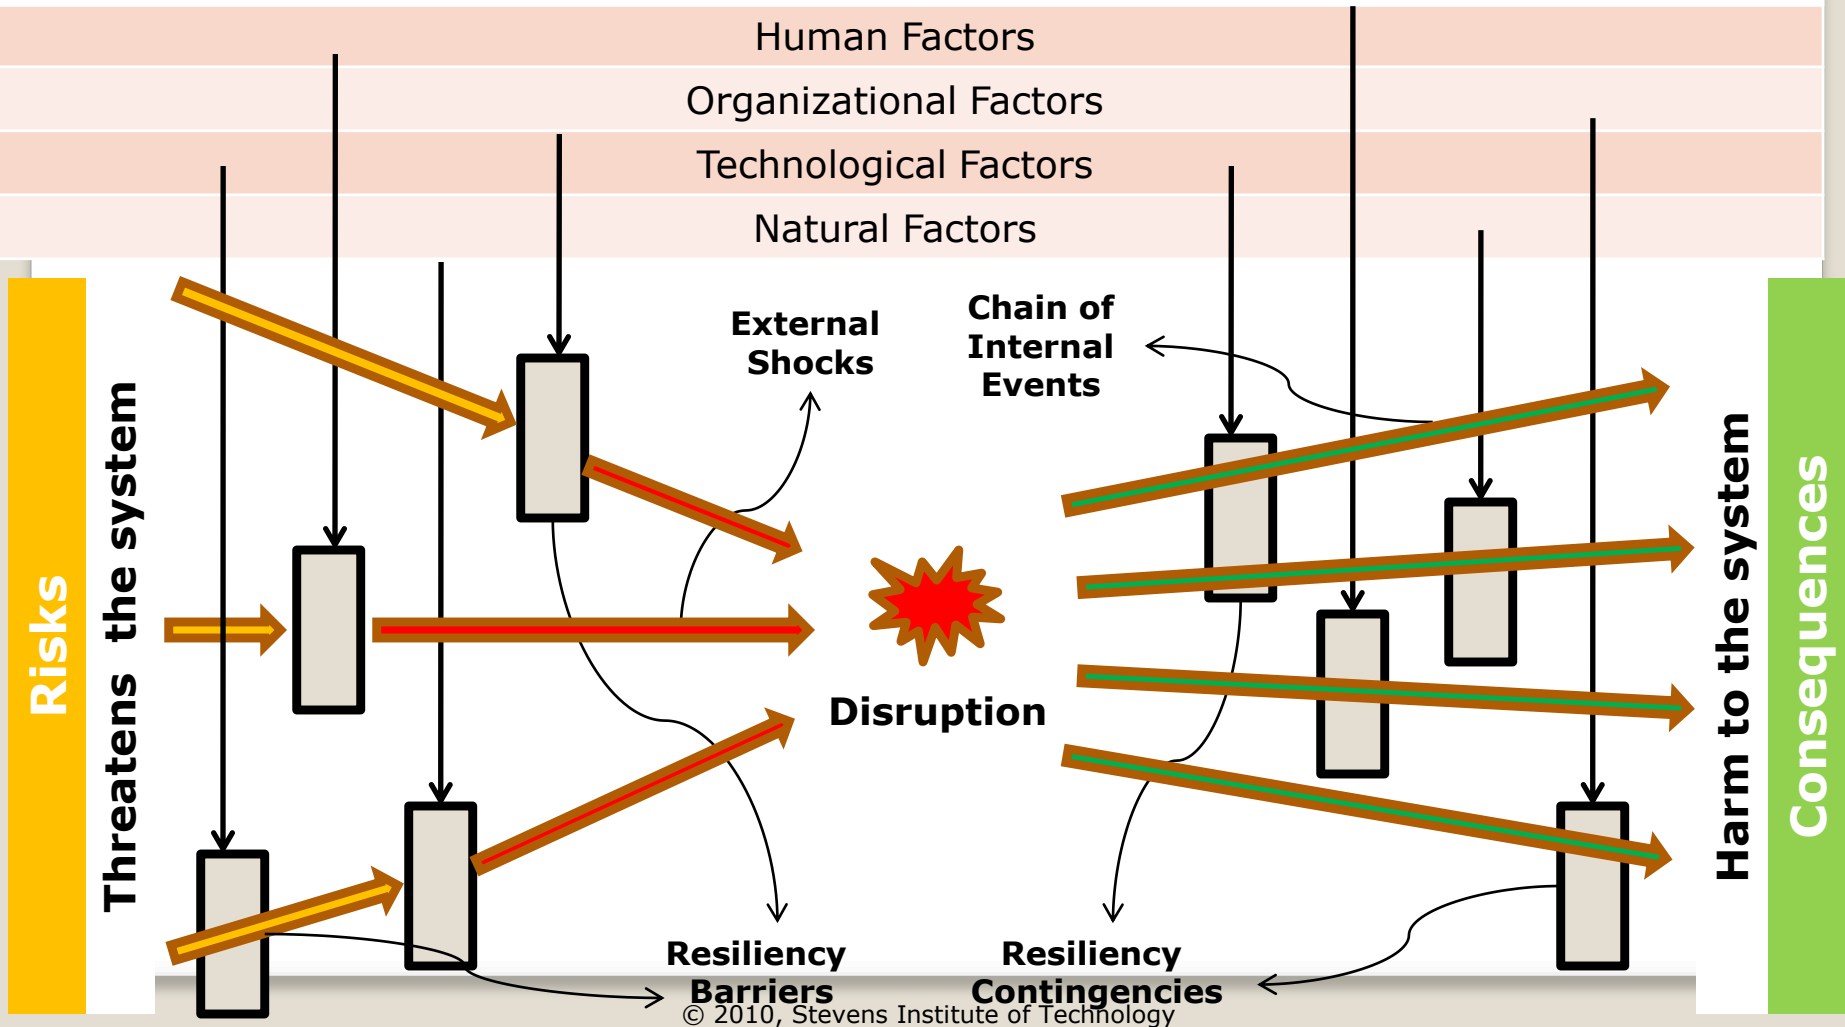 Human Factors
Organizational Factors
Technological Factors
Natural Factors
Risks
Threatens the system
External
Shocks
Chain of
Internal
Events
Disruption
Resiliency
Barriers
Resiliency
Contingencies
Harm to the system
Consequences
© 2010, Stevens Institute of Technology